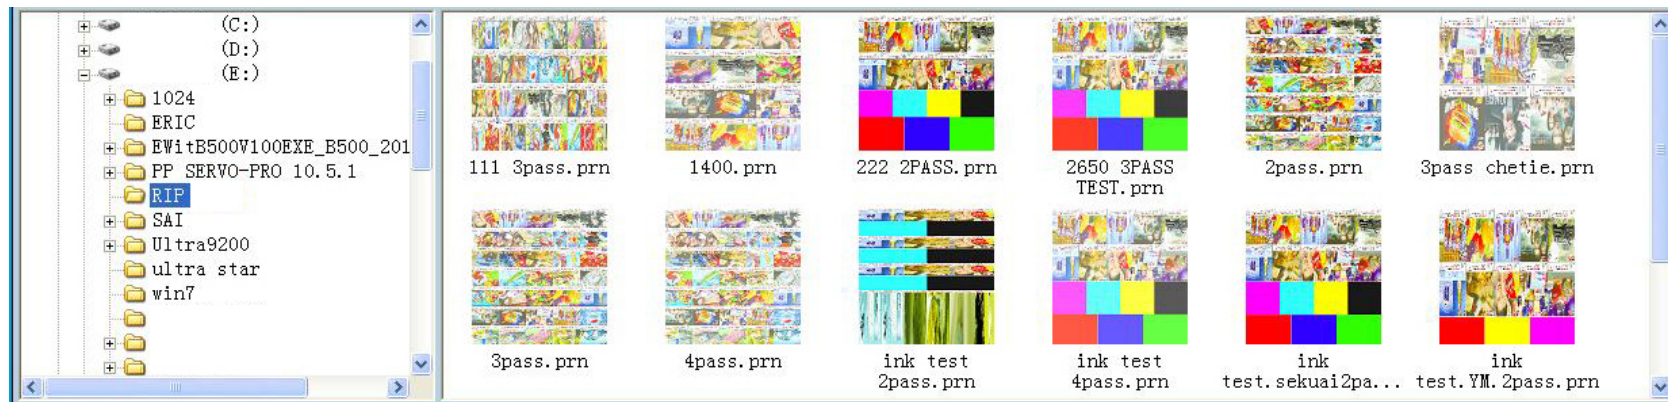 (C:)
(D:)
(E:)
1024
ERIC
EWitB500V100EXE_B500_201
PP SERVO-PRO 10.5.1
RIP
SAI
Ultra9200
ultra star
win7
111 3pass.prn
1400.prn
222 2PASS.prn
2650 3PASS
TEST.prn
2pass.prn
3pass chetie.prn
3pass.prn
4pass.prn
ink test
2pass.prn
ink test
4pass.prn
ink
test.sekuai2pa...
ink
test.YM.2pass.prn